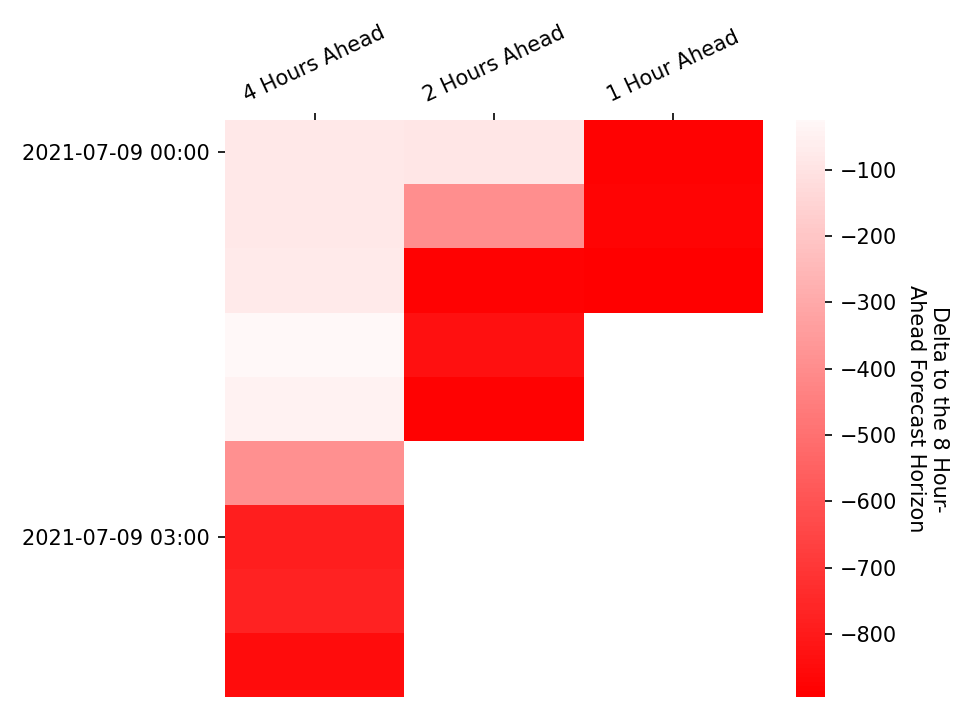 4 Hours Ahead
2 Hours Ahead
1 Hour Ahead
2021-07-09 00:00
2021-07-09 03:00
−100
−200
−300
−400
−500
−600
−700
−800
Delta to the 8 Hour-
Ahead Forecast Horizon